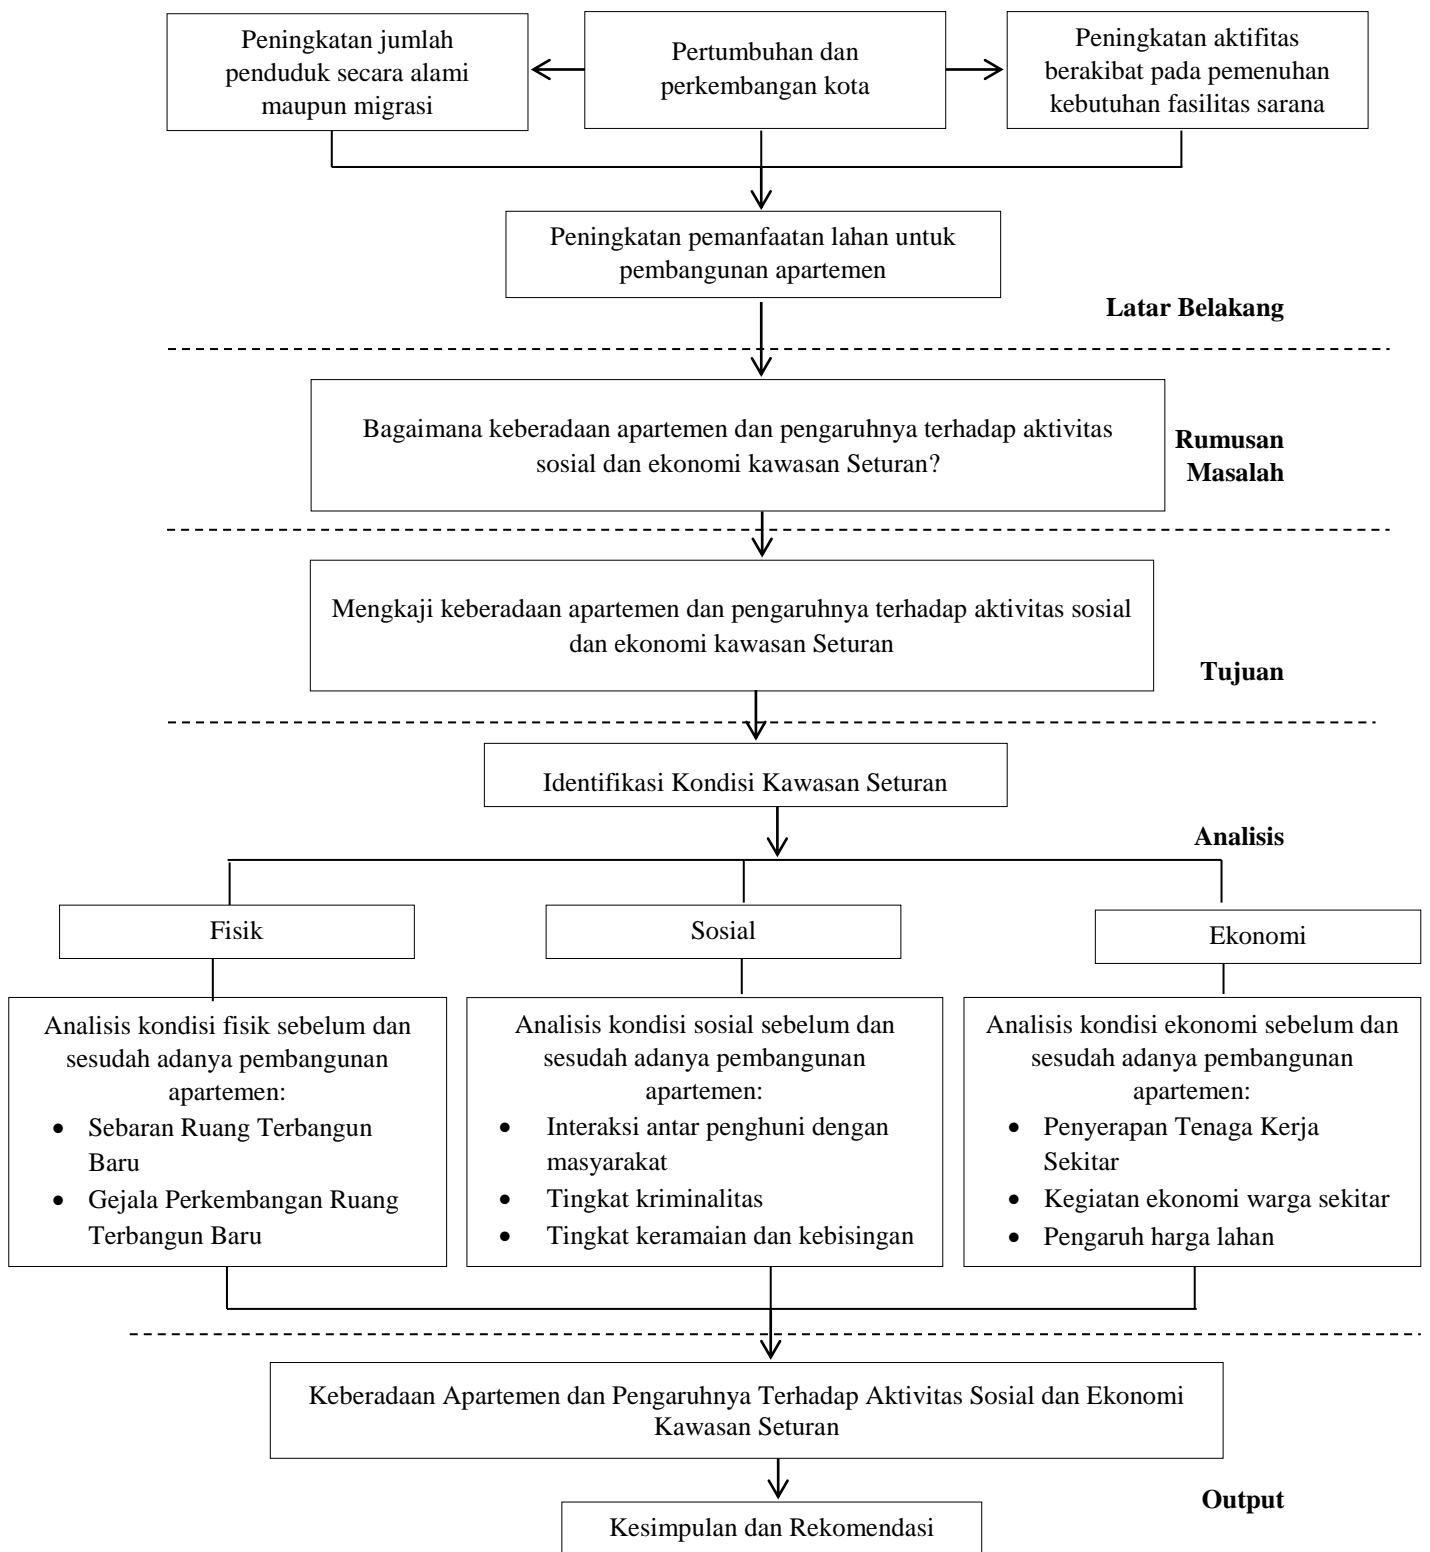 Peningkatan jumlah
penduduk secara alami
maupun migrasi
Pertumbuhan dan
perkembangan kota
Peningkatan aktifitas
berakibat pada pemenuhan
kebutuhan fasilitas sarana
Peningkatan pemanfaatan lahan untuk
pembangunan apartemen
Latar Belakang
Bagaimana keberadaan apartemen dan pengaruhnya terhadap aktivitas
sosial dan ekonomi kawasan Seturan?
Rumusan
Masalah
Mengkaji keberadaan apartemen dan pengaruhnya terhadap aktivitas sosial
dan ekonomi kawasan Seturan
Tujuan
Identifikasi Kondisi Kawasan Seturan
Analisis
Fisik
Sosial
Ekonomi
Analisis kondisi fisik sebelum dan
sesudah adanya pembangunan
apartemen:
• Sebaran Ruang Terbangun
Baru
• Gejala Perkembangan Ruang
Terbangun Baru
Analisis kondisi sosial sebelum dan
sesudah adanya pembangunan
apartemen:
• Interaksi antar penghuni dengan
masyarakat
• Tingkat kriminalitas
• Tingkat keramaian dan kebisingan
Analisis kondisi ekonomi sebelum dan
sesudah adanya pembangunan
apartemen:
• Penyerapan Tenaga Kerja
Sekitar
• Kegiatan ekonomi warga sekitar
• Pengaruh harga lahan
Keberadaan Apartemen dan Pengaruhnya Terhadap Aktivitas Sosial dan Ekonomi
Kawasan Seturan
Output
Kesimpulan dan Rekomendasi